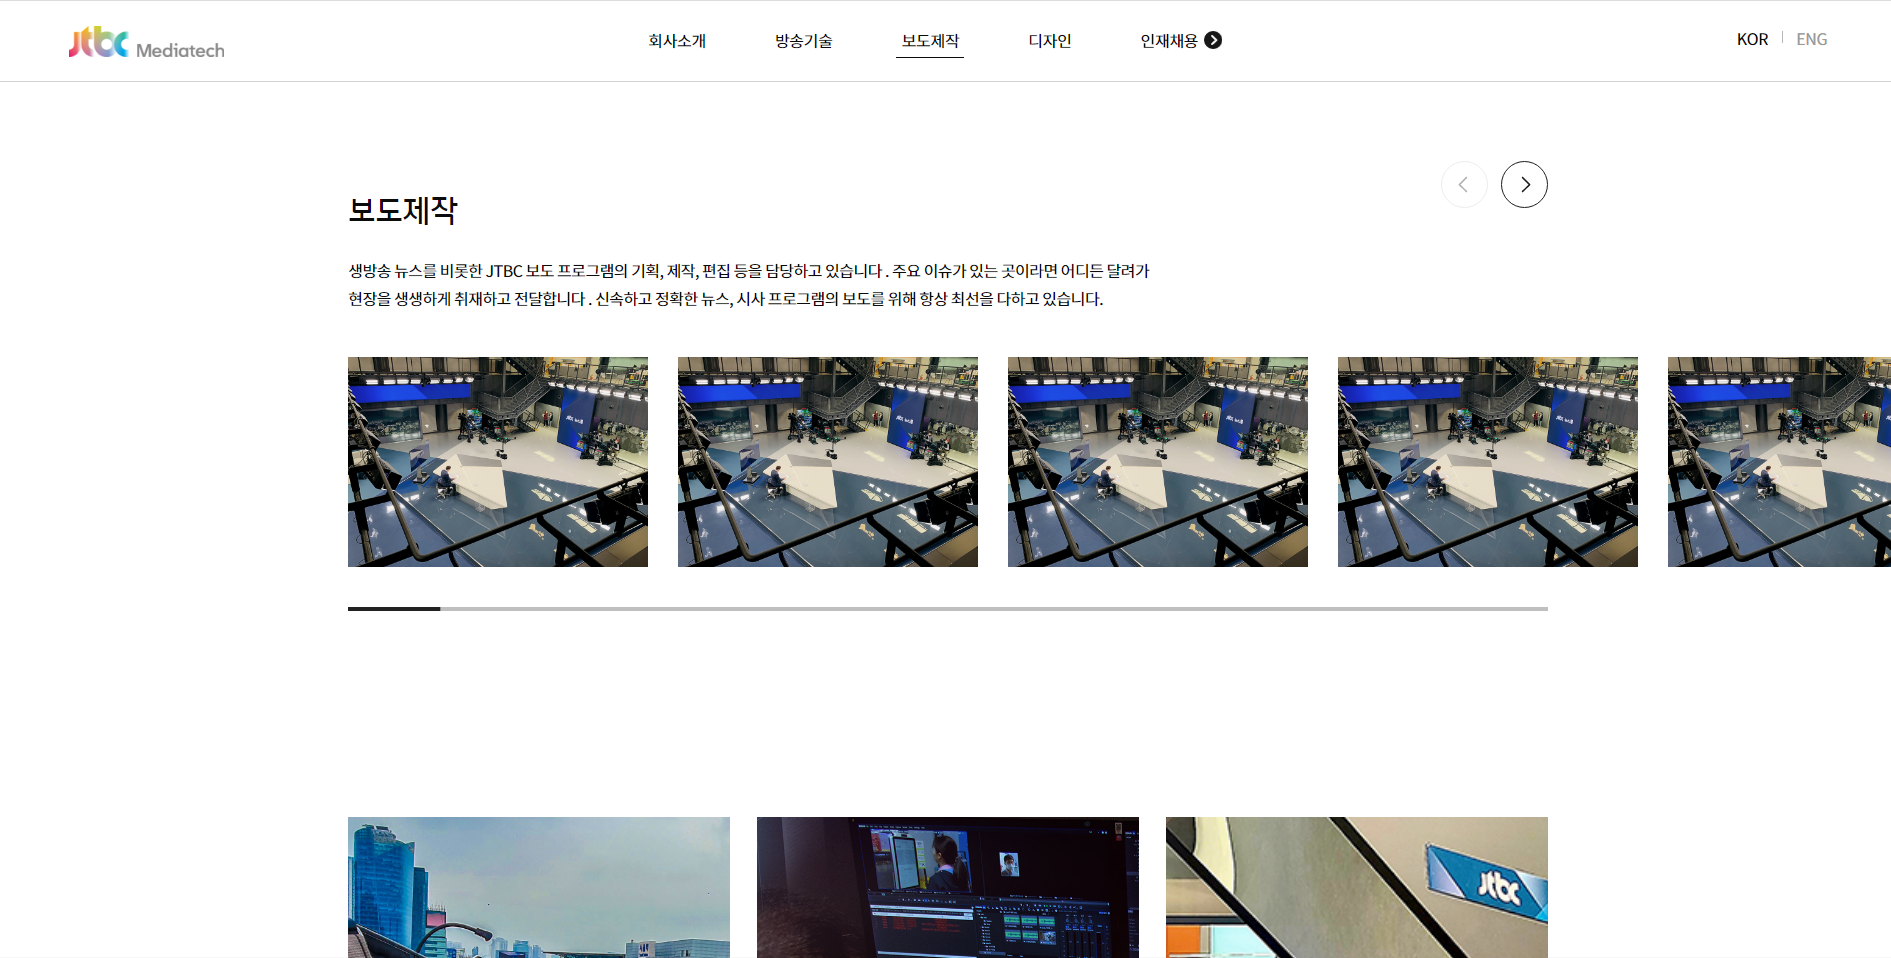 jtbc Mediatech
회사소개
방송기술
보도제작
디자인
인재채용
KOR
ENG
보도제작
생방송 뉴스를 비롯한 JTBC 보도 프로그램의 기획, 제작, 편집 등을 담당하고 있습니다 . 주요 이슈가 있는 곳이라면 어디든 달려가
현장을 생생하게 취재하고 전달합니다 . 신속하고 정확한 뉴스, 시사 프로그램의 보도를 위해 항상 최선을 다하고 있습니다.
jtbc